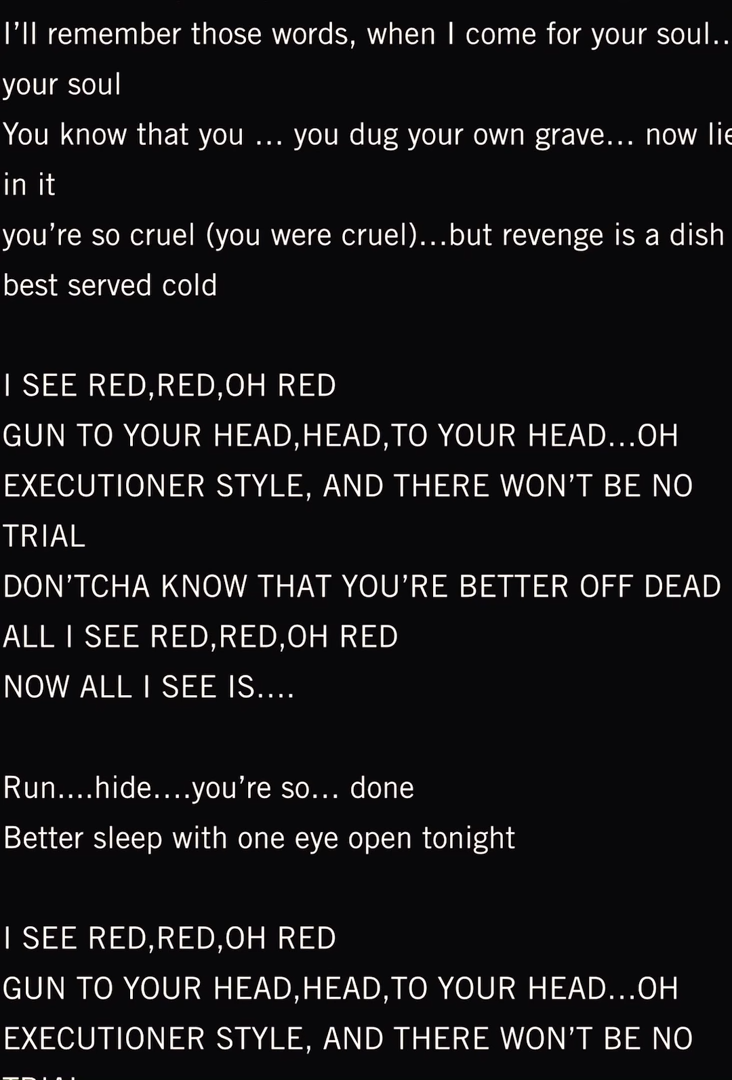 I'll remember those words, when I come for your soul..
your soul
You know that you ... you dug your own grave... now lie
in it
you're so cruel (you were cruel)...but revenge is a dish
best served cold
I SEE RED,RED,OH RED
GUN TO YOUR HEAD,HEAD,TO YOUR HEAD...OH
EXECUTIONER STYLE, AND THERE WON'T BE NO
TRIAL
DON'TCHA KNOW THAT YOU'RE BETTER OFF DEAD
ALL I SEE RED,RED,OH RED
NOW ALL I SEE IS....
Run....hide....you're so... done
Better sleep with one eye open tonight
I SEE RED,RED,OH RED
GUN TO YOUR HEAD,HEAD,TO YOUR HEAD...OH
EXECUTIONER STYLE, AND THERE WON'T BE NO
TRIAL